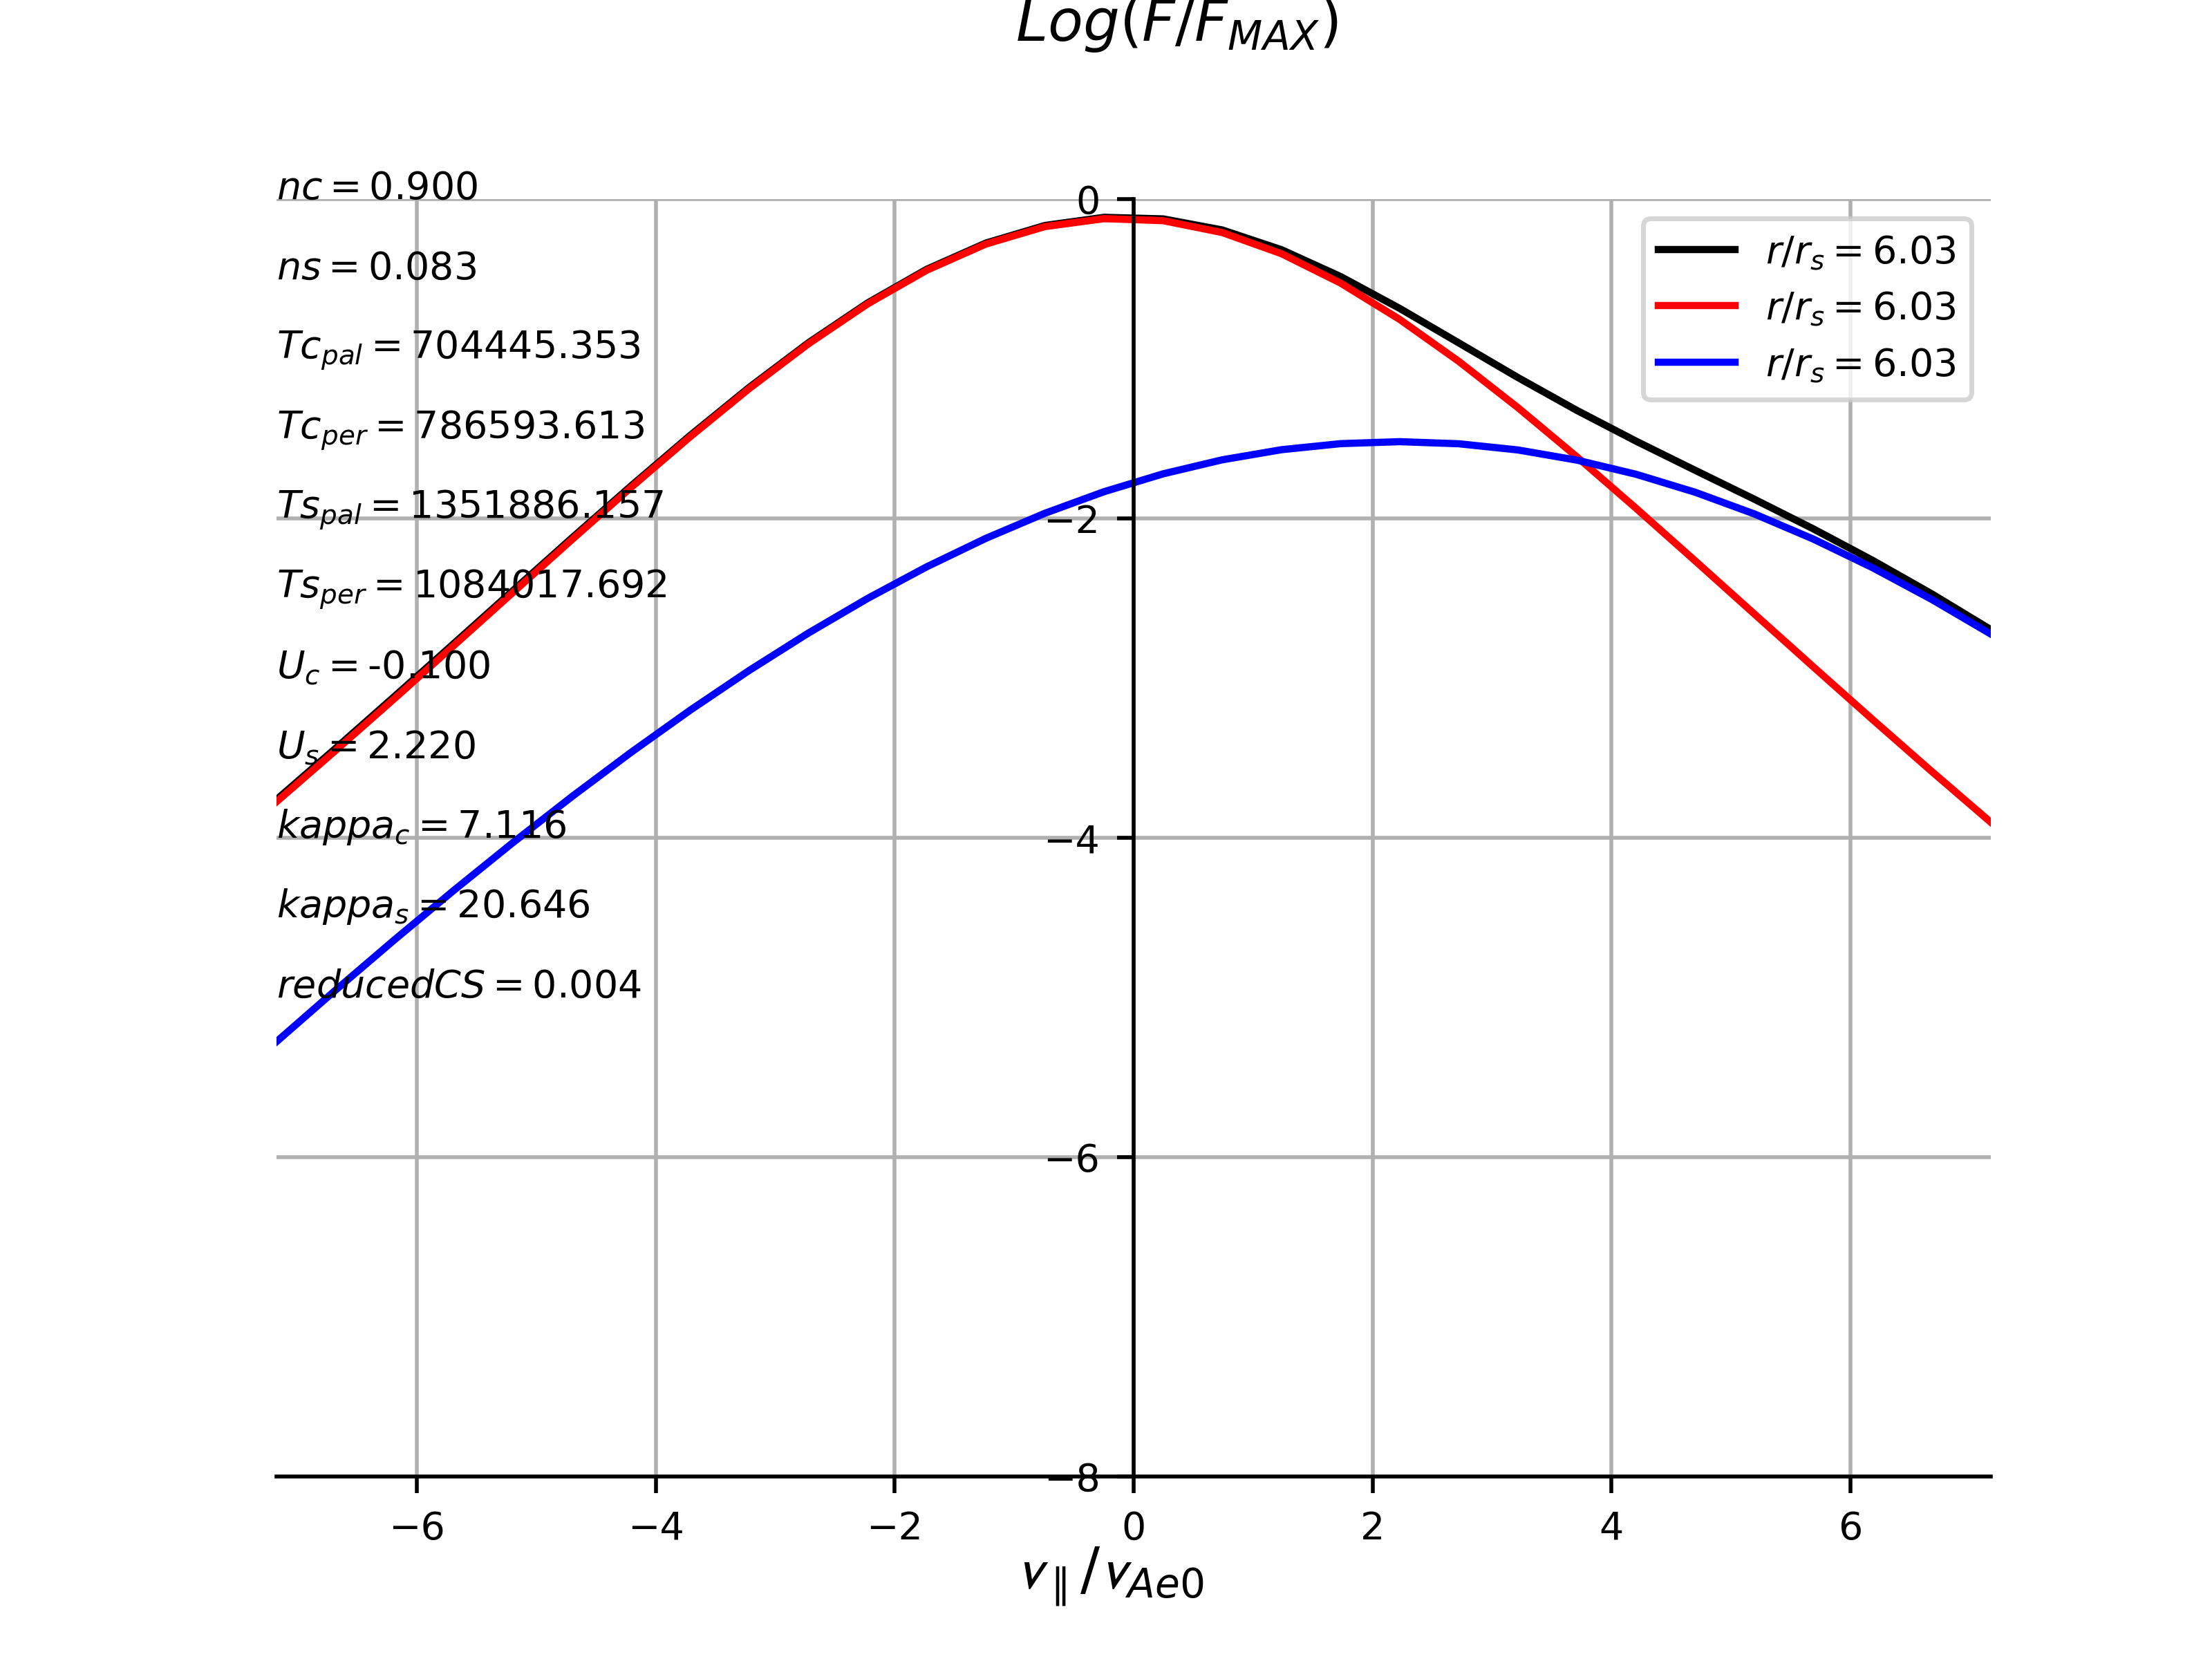 Log(F/F_MAX)
nc = 0.900
ns = 0.083
Tc_pal = 704445.353
Tc_per = 786593.613
Ts_pal = 1351886.157
Ts_per = 1084017.692
U_c = -0.100
U_s = 2.220
kappa_c = 7.116
kappa_s = 20.646
reducedCS = 0.004
r/r_s = 6.03
r/r_s = 6.03
r/r_s = 6.03
0
−2
−4
−6
−8
−6 −4 −2 0 2 4 6
v_∥/v_Ae0